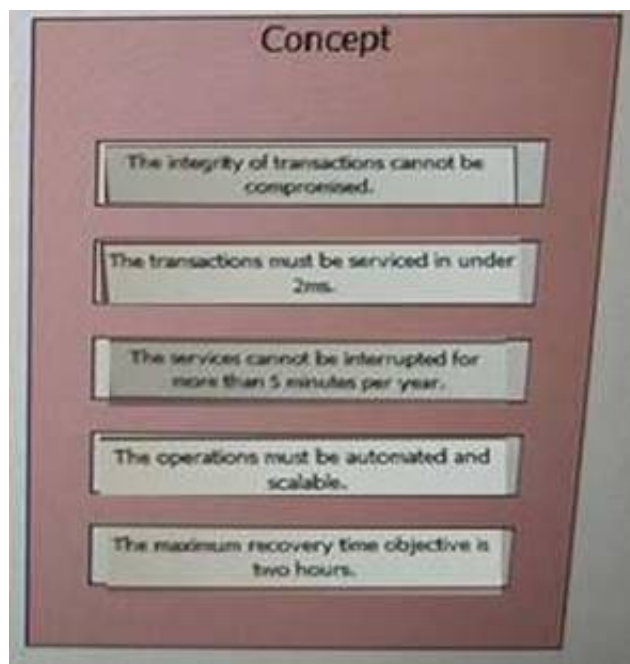 Concept
The integrity of transactions cannot be
compromised.
The transactions must be serviced in under
2ms.
The services cannot be interrupted for
more than 5 minutes per year.
The operations must be automated and
scalable.
The maximum recovery time objective is
two hours.